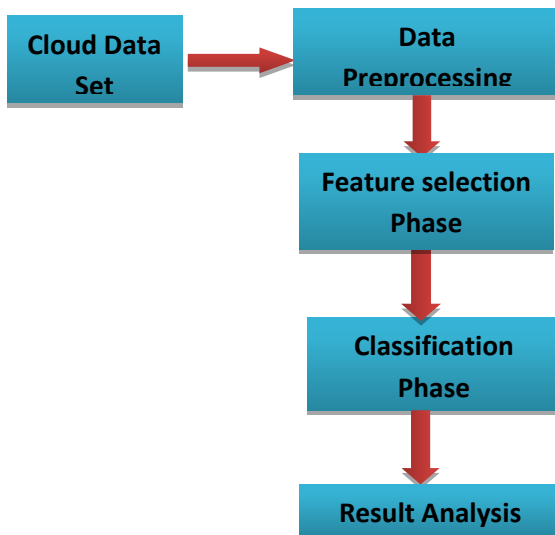 Cloud Data
Set
Data
Preprocessing
Feature selection
Phase
Classification
Phase
Result Analysis